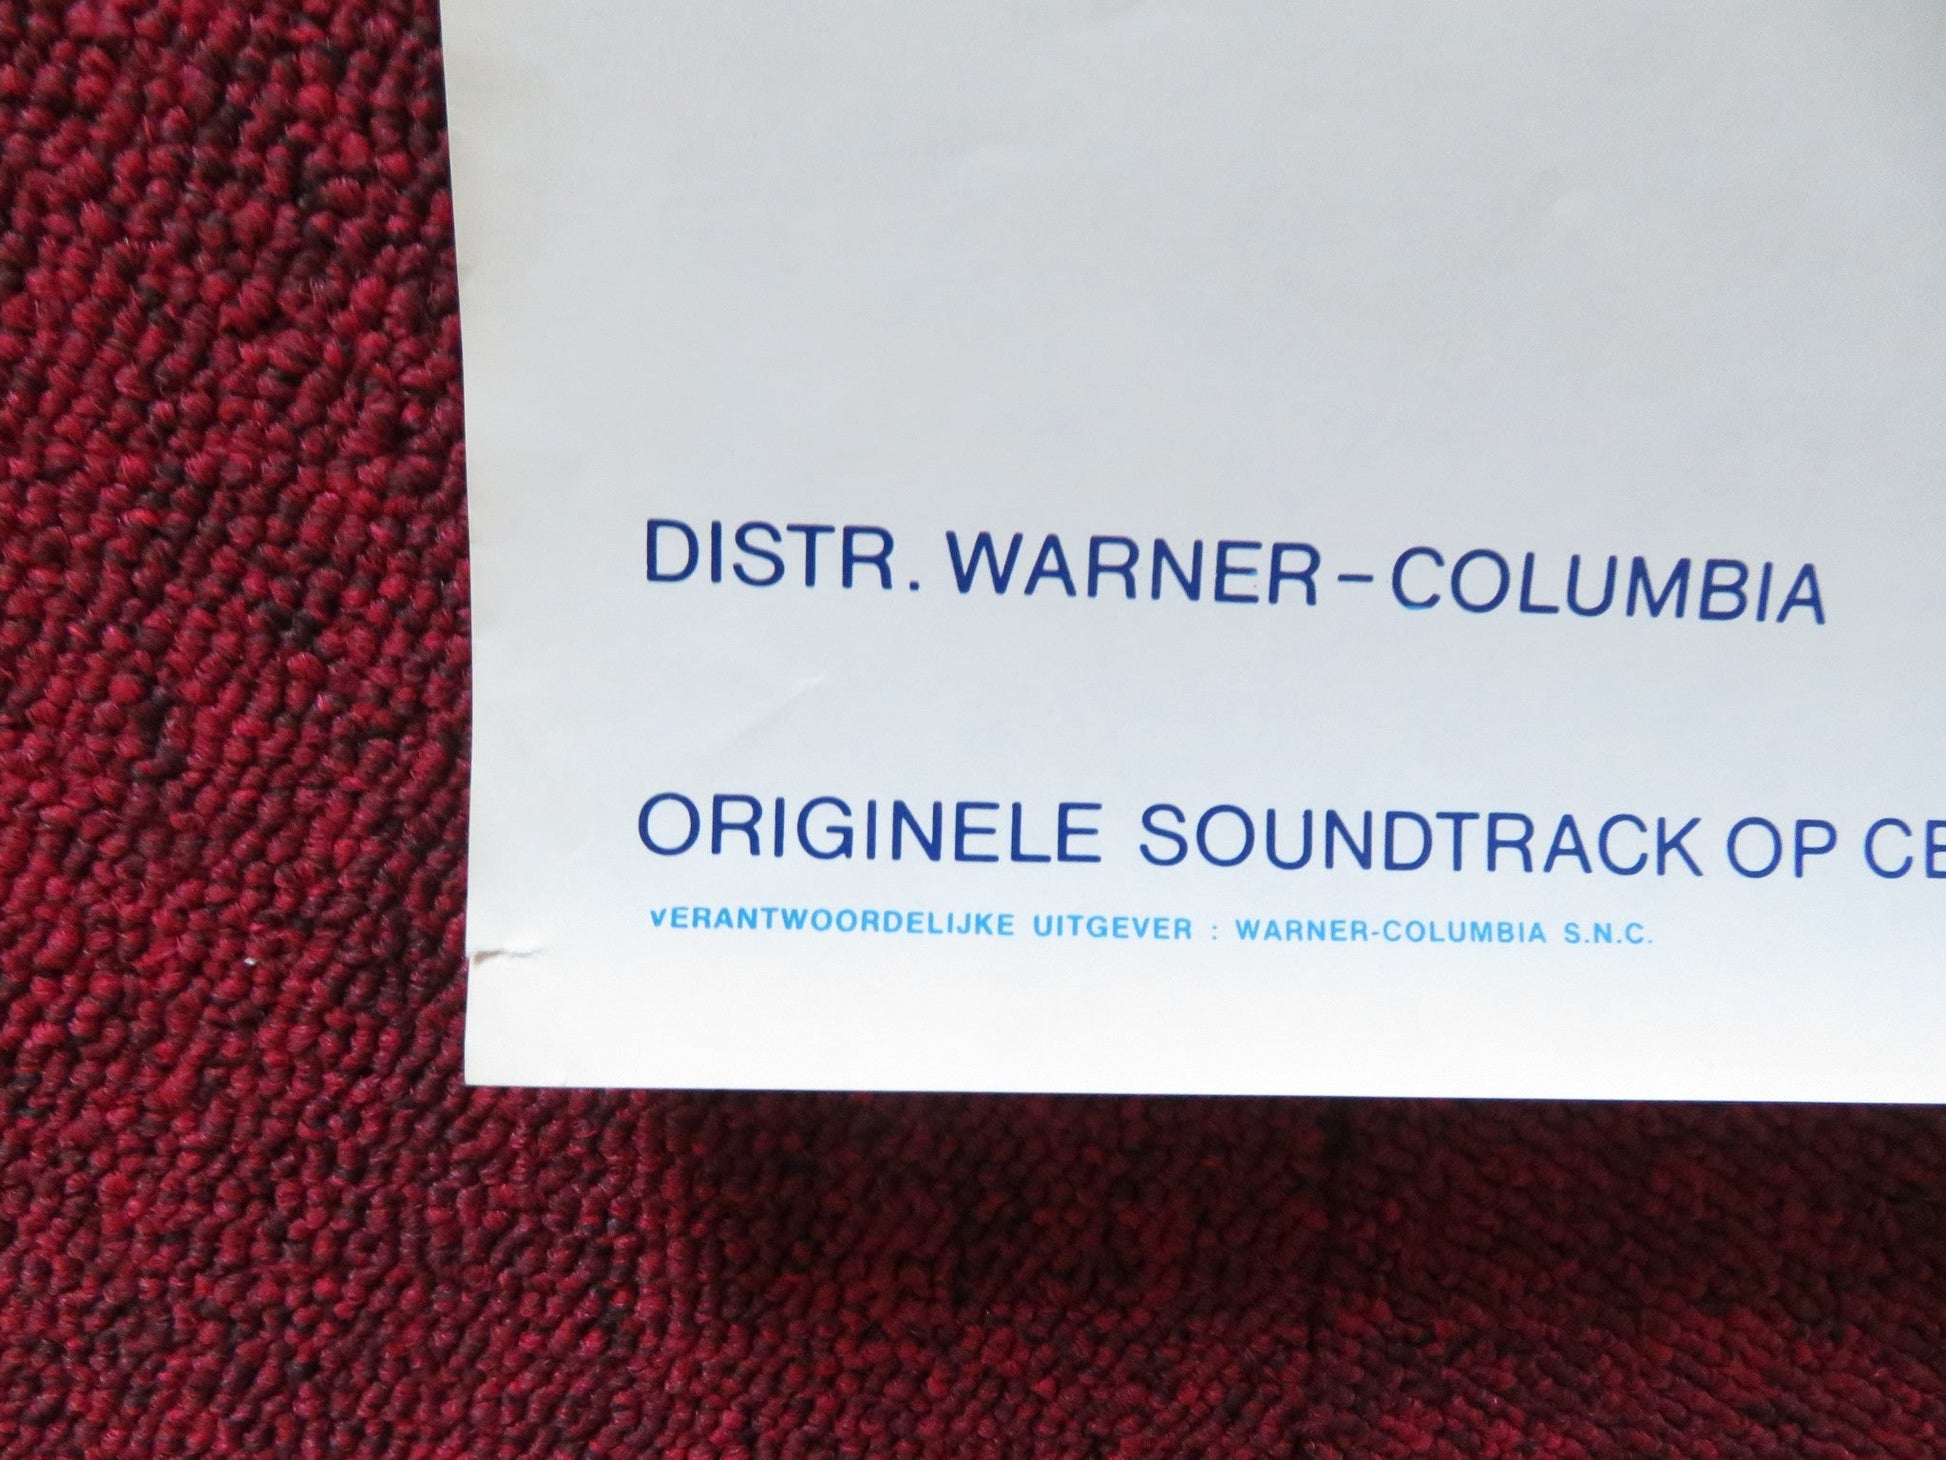 DISTR. WARNER-COLUMBIA
ORIGINELE SOUNDTRACK OP
VERANTWOORDELIJKE UITGEVER : WARNER-COLUMBIA S.N.C.